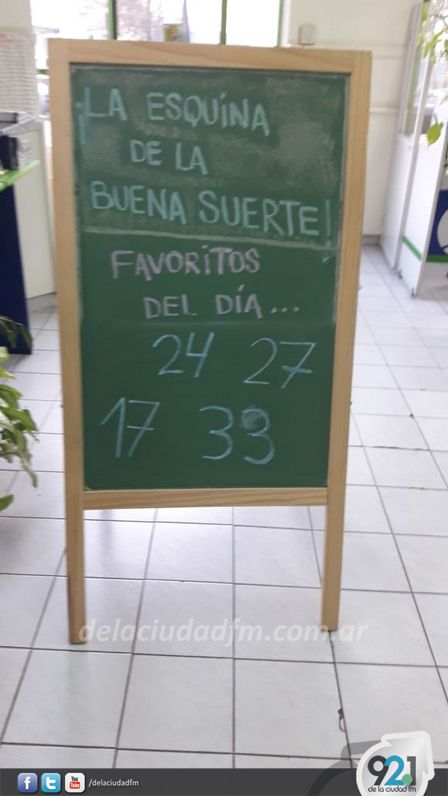 ¡LA ESQUINA
DE LA
BUENA SUERTE!
FAVORITOS
DEL DÍA...
24 27
17 33
delaciudadfm.com.ar
/delaciudadfm
92.1
de la ciudad fm